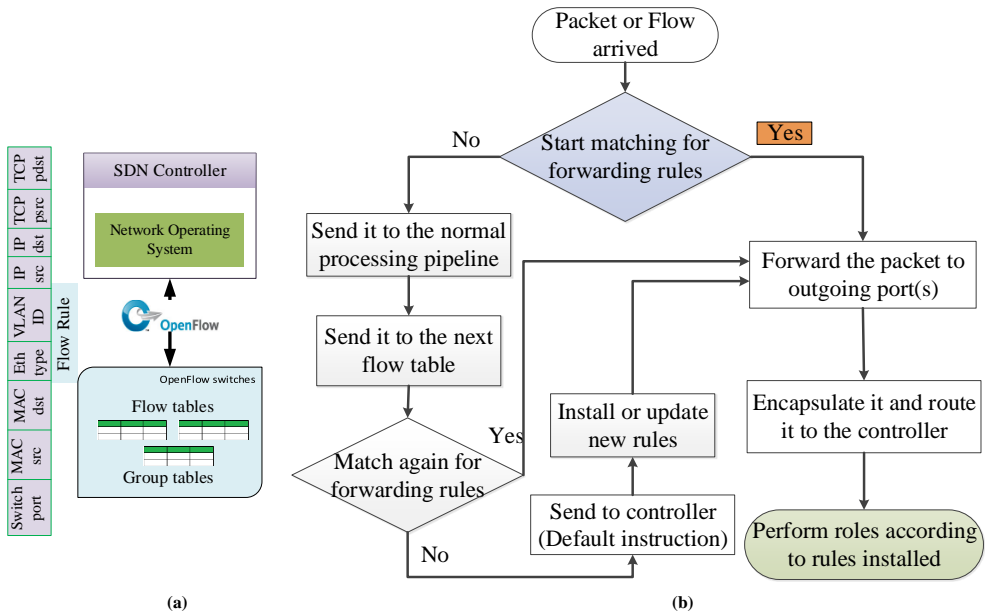 TCP
pdst
TCP
psrc
IP
dst
IP
src
VLAN
ID
Eth
type
MAC
dst
MAC
src
Switch
port
Flow Rule
SDN Controller
Network Operating
System
OpenFlow
OpenFlow switches
Flow tables
Group tables
(a)
Packet or Flow
arrived
No
Yes
Start matching for
forwarding rules
Send it to the normal
processing pipeline
Forward the packet to
outgoing port(s)
Send it to the next
flow table
Install or update
new rules
Encapsulate it and route
it to the controller
Yes
Match again for
forwarding rules
Send to controller
(Default instruction)
No
Perform roles according
to rules installed
(b)